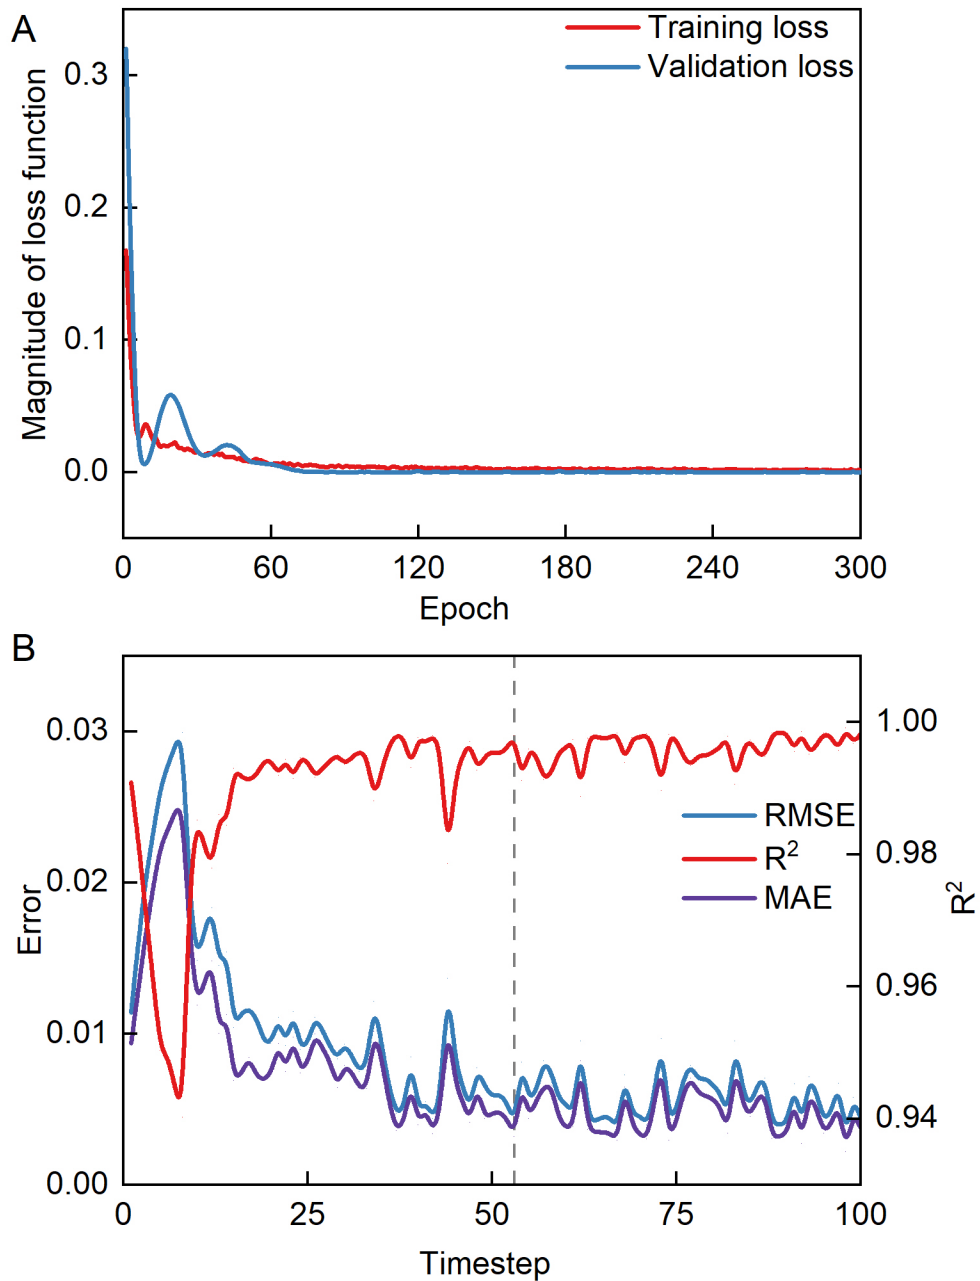 A
Training loss
Validation loss
Magnitude of loss function
0.3
0.2
0.1
0.0
0 60 120 180 240 300
Epoch
B
Error
0.03
0.02
0.01
0.00
1.00
0.98
0.96
0.94
R²
RMSE
R²
MAE
0 25 50 75 100
Timestep